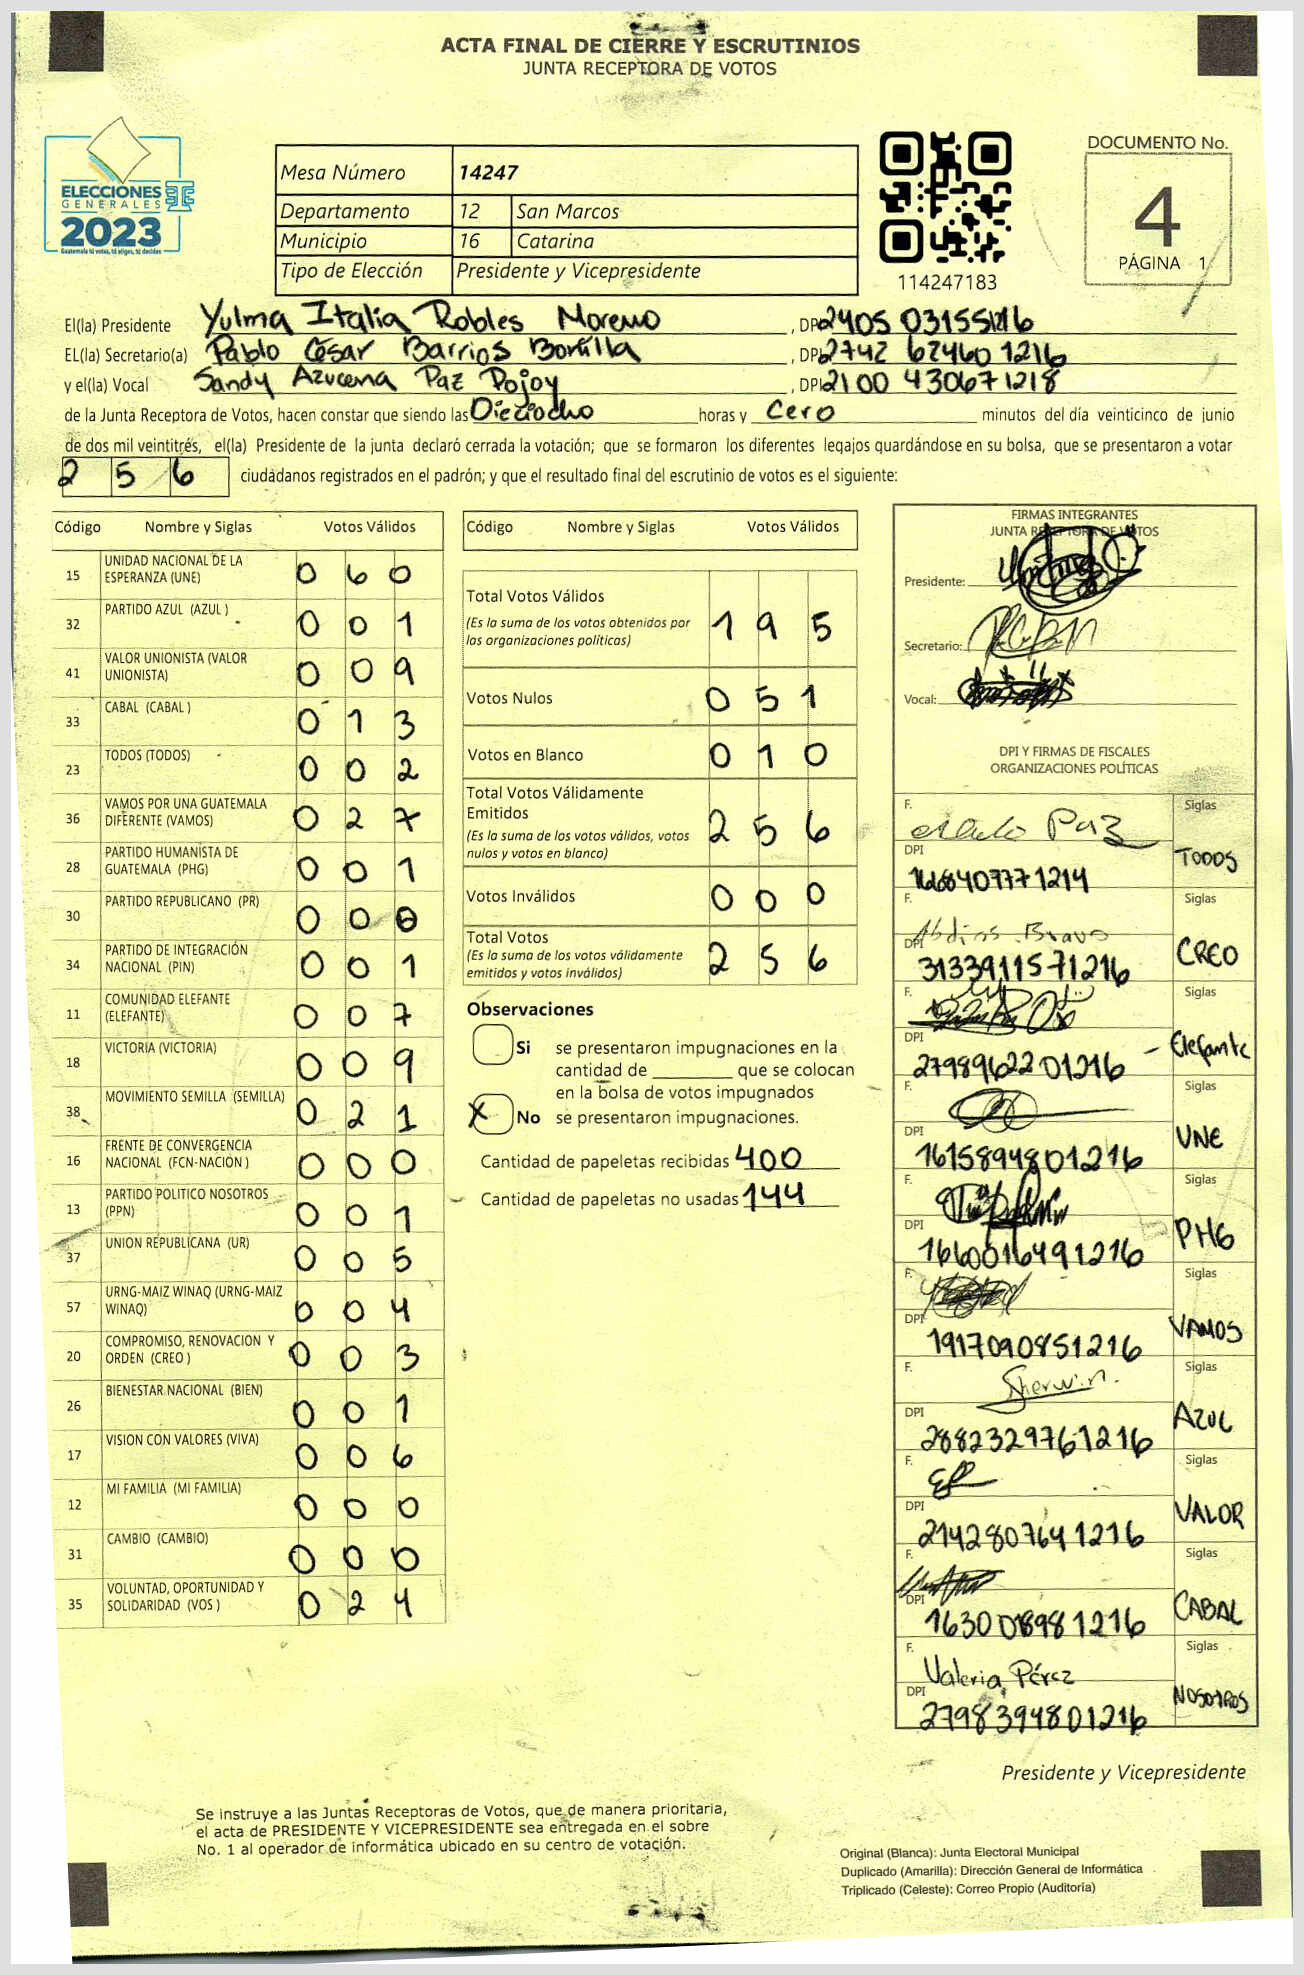 ACTA FINAL DE CIERRE Y ESCRUTINIOS
JUNTA RECEPTORA DE VOTOS
ELECCIONES
GENERALES
2023
Guatemala tú votas, tú eliges, tú decides
Mesa Número 14247
Departamento 12 San Marcos
Municipio 16 Catarina
Tipo de Elección Presidente y Vicepresidente
114247183
DOCUMENTO No.
4
PÁGINA 1
El(la) Presidente Yulma Italia Robles Moreno , DPI
EL(la) Secretario(a) Pablo César Barrios Bonilla , DPI 2742 62460 1216
y el(la) Vocal Sandy Azucena Paz Pojoy , DPI 2100 43067 1218
de la Junta Receptora de Votos, hacen constar que siendo las Dieciocho horas y Cero minutos del día veinticinco de junio
de dos mil veintitrés, el(la) Presidente de la junta declaró cerrada la votación; que se formaron los diferentes legajos guardándose en su bolsa, que se presentaron a votar
2 5 6 ciudadanos registrados en el padrón; y que el resultado final del escrutinio de votos es el siguiente:
Código Nombre y Siglas Votos Válidos
15 UNIDAD NACIONAL DE LA ESPERANZA (UNE) 0 6 0
32 PARTIDO AZUL (AZUL ) 0 0 1
41 VALOR UNIONISTA (VALOR UNIONISTA) 0 0 9
33 CABAL (CABAL ) 0 1 3
23 TODOS (TODOS) 0 0 2
36 VAMOS POR UNA GUATEMALA DIFERENTE (VAMOS) 0 2 7
28 PARTIDO HUMANISTA DE GUATEMALA (PHG) 0 0 1
30 PARTIDO REPUBLICANO (PR) 0 0 0
34 PARTIDO DE INTEGRACIÓN NACIONAL (PIN) 0 0 1
11 COMUNIDAD ELEFANTE (ELEFANTE) 0 0 7
18 VICTORIA (VICTORIA) 0 0 9
38 MOVIMIENTO SEMILLA (SEMILLA) 0 2 1
16 FRENTE DE CONVERGENCIA NACIONAL (FCN-NACION ) 0 0 0
13 PARTIDO POLITICO NOSOTROS (PPN) 0 0 1
37 UNION REPUBLICANA (UR) 0 0 5
57 URNG-MAIZ WINAQ (URNG-MAIZ WINAQ) 0 0 4
20 COMPROMISO, RENOVACION Y ORDEN (CREO ) 0 0 3
26 BIENESTAR NACIONAL (BIEN) 0 0 1
17 VISION CON VALORES (VIVA) 0 0 6
12 MI FAMILIA (MI FAMILIA) 0 0 0
31 CAMBIO (CAMBIO) 0 0 0
35 VOLUNTAD, OPORTUNIDAD Y SOLIDARIDAD (VOS ) 0 2 4
Código Nombre y Siglas Votos Válidos
Total Votos Válidos 1 9 5
(Es la suma de los votos obtenidos por
las organizaciones políticas)
Votos Nulos 0 5 1
Votos en Blanco 0 1 0
Total Votos Válidamente
Emitidos 2 5 6
(Es la suma de los votos válidos, votos
nulos y votos en blanco)
Votos Inválidos 0 0 0
Total Votos 2 5 6
(Es la suma de los votos válidamente
emitidos y votos inválidos)
Observaciones
Si se presentaron impugnaciones en la
cantidad de ________ que se colocan
en la bolsa de votos impugnados
X No se presentaron impugnaciones.
Cantidad de papeletas recibidas 400
Cantidad de papeletas no usadas 144
FIRMAS INTEGRANTES
JUNTA RECEPTORA DE VOTOS
Presidente:
Secretario:
Vocal:
DPI Y FIRMAS DE FISCALES
ORGANIZACIONES POLÍTICAS
F. Paz Siglas
DPI TODOS
F. Abdias Bravo Siglas
DPI 3133911571216 CREO
F. Siglas
DPI 2798962201216 Elefante
F. Siglas
DPI 1615894801216 UNE
F. Siglas
DPI 1660016491216 PHG
F. Siglas
DPI 1917090851216 VAMOS
F. Sherwin. Siglas
DPI 2882329761216 AZUL
F. Siglas
DPI 2142807641216 VALOR
F. Siglas
DPI 1630018981216 CABAL
F. Valeria Pérez Siglas
DPI 2798394801216 NOSOTROS
Presidente y Vicepresidente
Se instruye a las Juntas Receptoras de Votos, que de manera prioritaria,
el acta de PRESIDENTE Y VICEPRESIDENTE sea entregada en el sobre
No. 1 al operador de informática ubicado en su centro de votación.
Original (Blanca): Junta Electoral Municipal
Duplicado (Amarilla): Dirección General de Informática
Triplicado (Celeste): Correo Propio (Auditoría)